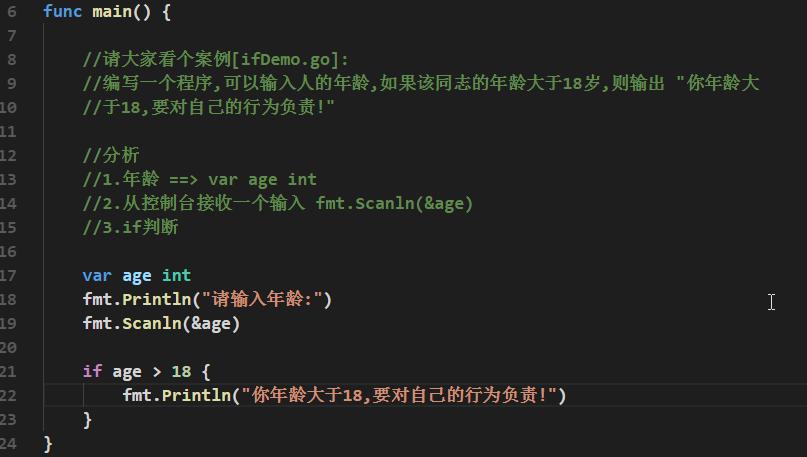 6 func main() {
7
8 //请大家看个案例[ifDemo.go]:
9 //编写一个程序,可以输入人的年龄,如果该同志的年龄大于18岁,则输出 "你年龄大
10 //于18,要对自己的行为负责!"
11
12 //分析
13 //1.年龄 ==> var age int
14 //2.从控制台接收一个输入 fmt.Scanln(&age)
15 //3.if判断
16
17 var age int
18 fmt.Println("请输入年龄:")
19 fmt.Scanln(&age)
20
21 if age > 18 {
22 fmt.Println("你年龄大于18,要对自己的行为负责!")
23 }
24 }